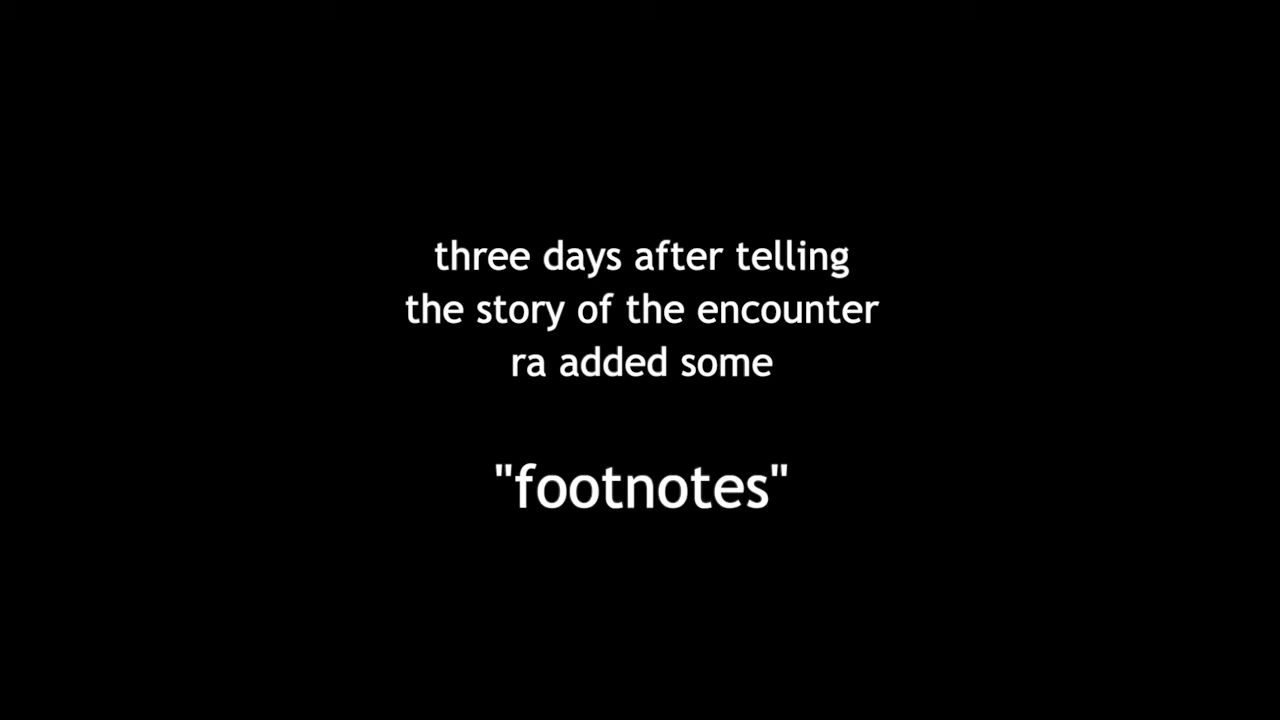 three days after telling
the story of the encounter
ra added some
"footnotes"